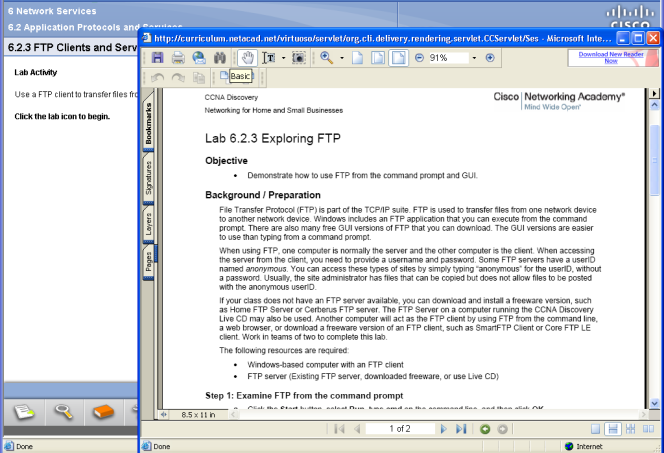 6 Network Services
6.2 Application Protocols and Services
CISCO
6.2.3 FTP Clients and Serv
Lab Activity
Use a FTP client to transfer files fro
Click the lab icon to begin.
http://curriculum.netacad.net/virtuoso/servlet/org.cli.delivery.rendering.servlet.CCServlet/Ses - Microsoft Inte...
91%
Download New Reader
Now
Basic
Bookmarks
Signatures
Layers
Pages
CCNA Discovery
Networking for Home and Small Businesses
Cisco Networking Academy®
Mind Wide Open™
Lab 6.2.3 Exploring FTP
Objective
• Demonstrate how to use FTP from the command prompt and GUI.
Background / Preparation
File Transfer Protocol (FTP) is part of the TCP/IP suite. FTP is used to transfer files from one network device
to another network device. Windows includes an FTP application that you can execute from the command
prompt. There are also many free GUI versions of FTP that you can download. The GUI versions are easier
to use than typing from a command prompt.
When using FTP, one computer is normally the server and the other computer is the client. When accessing
the server from the client, you need to provide a username and password. Some FTP servers have a userID
named anonymous. You can access these types of sites by simply typing "anonymous" for the userID, without
a password. Usually, the site administrator has files that can be copied but does not allow files to be posted
with the anonymous userID.
If your class does not have an FTP server available, you can download and install a freeware version, such
as Home FTP Server or Cerberus FTP server. The FTP Server on a computer running the CCNA Discovery
Live CD may also be used. Another computer will act as the FTP client by using FTP from the command line,
a web browser, or download a freeware version of an FTP client, such as SmartFTP Client or Core FTP LE
client. Work in teams of two to complete this lab.
The following resources are required:
• Windows-based computer with an FTP client
• FTP server (Existing FTP server, downloaded freeware, or use Live CD)
Step 1: Examine FTP from the command prompt
a. Click the Start button, select Run, type cmd on the command line, and then click OK.
8.5 x 11 in
1 of 2
Done
Done
Internet